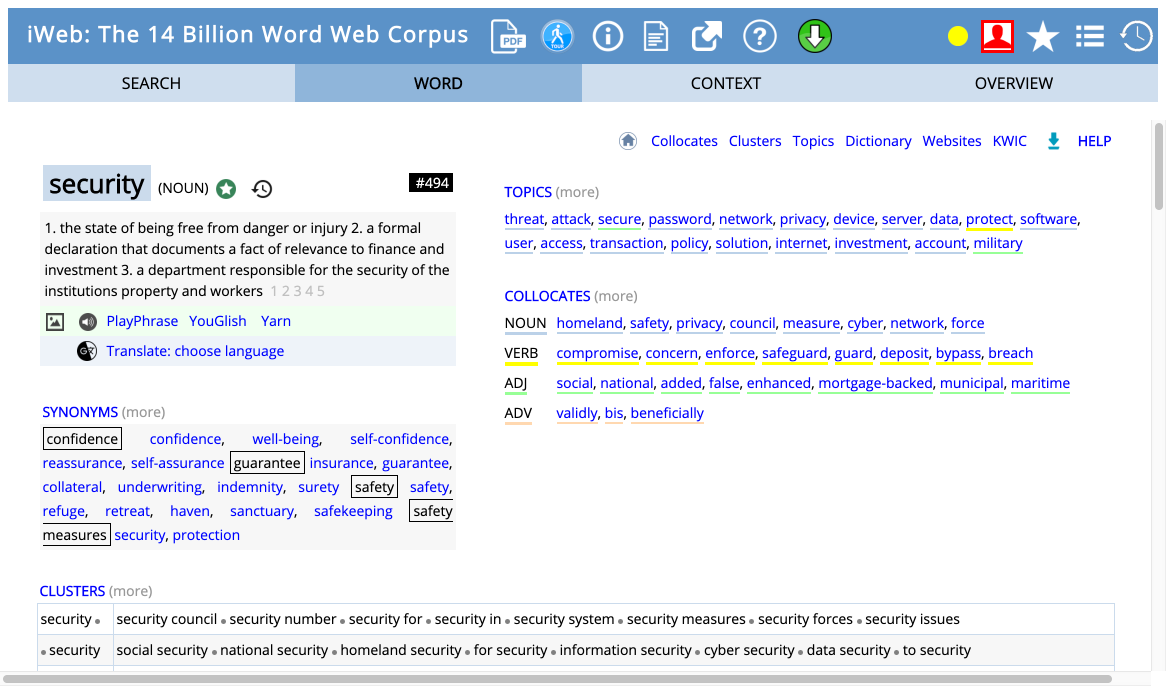 iWeb: The 14 Billion Word Web Corpus PDF TOUR
SEARCH WORD CONTEXT OVERVIEW
Collocates Clusters Topics Dictionary Websites KWIC HELP
security (NOUN) #494
1. the state of being free from danger or injury 2. a formal
declaration that documents a fact of relevance to finance and
investment 3. a department responsible for the security of the
institutions property and workers 1 2 3 4 5
PlayPhrase YouGlish Yarn
Translate: choose language
SYNONYMS (more)
confidence confidence, well-being, self-confidence,
reassurance, self-assurance guarantee insurance, guarantee,
collateral, underwriting, indemnity, surety safety safety,
refuge, retreat, haven, sanctuary, safekeeping safety
measures security, protection
TOPICS (more)
threat, attack, secure, password, network, privacy, device, server, data, protect, software,
user, access, transaction, policy, solution, internet, investment, account, military
COLLOCATES (more)
NOUN homeland, safety, privacy, council, measure, cyber, network, force
VERB compromise, concern, enforce, safeguard, guard, deposit, bypass, breach
ADJ social, national, added, false, enhanced, mortgage-backed, municipal, maritime
ADV validly, bis, beneficially
CLUSTERS (more)
security • security council • security number • security for • security in • security system • security measures • security forces • security issues
• security social security • national security • homeland security • for security • information security • cyber security • data security • to security